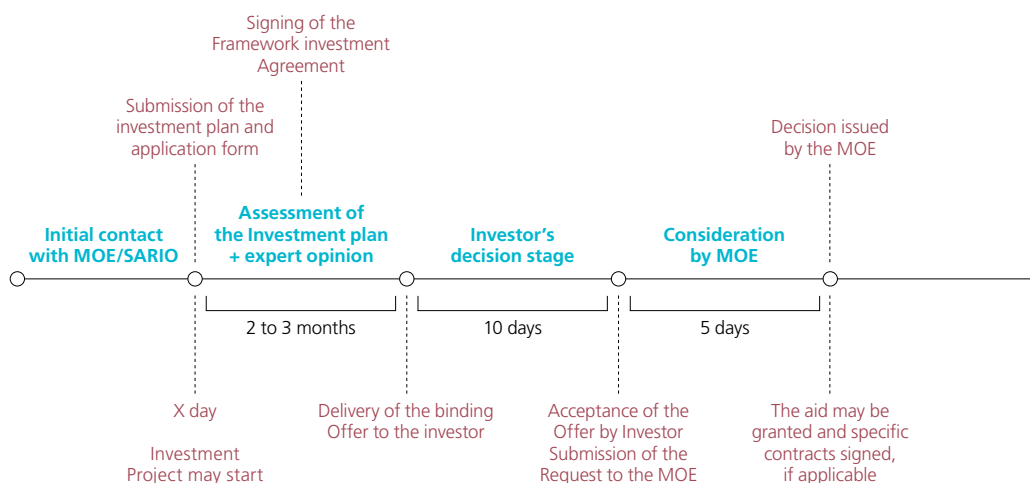 Signing of the
Framework investment
Agreement
Submission of the
investment plan and
application form
Decision issued
by the MOE
Initial contact
with MOE/SARIO
Assessment of
the Investment plan
+ expert opinion
Investor's
decision stage
Consideration
by MOE
2 to 3 months
10 days
5 days
X day
Investment
Project may start
Delivery of the binding
Offer to the investor
Acceptance of the
Offer by Investor
Submission of the
Request to the MOE
The aid may be
granted and specific
contracts signed,
if applicable